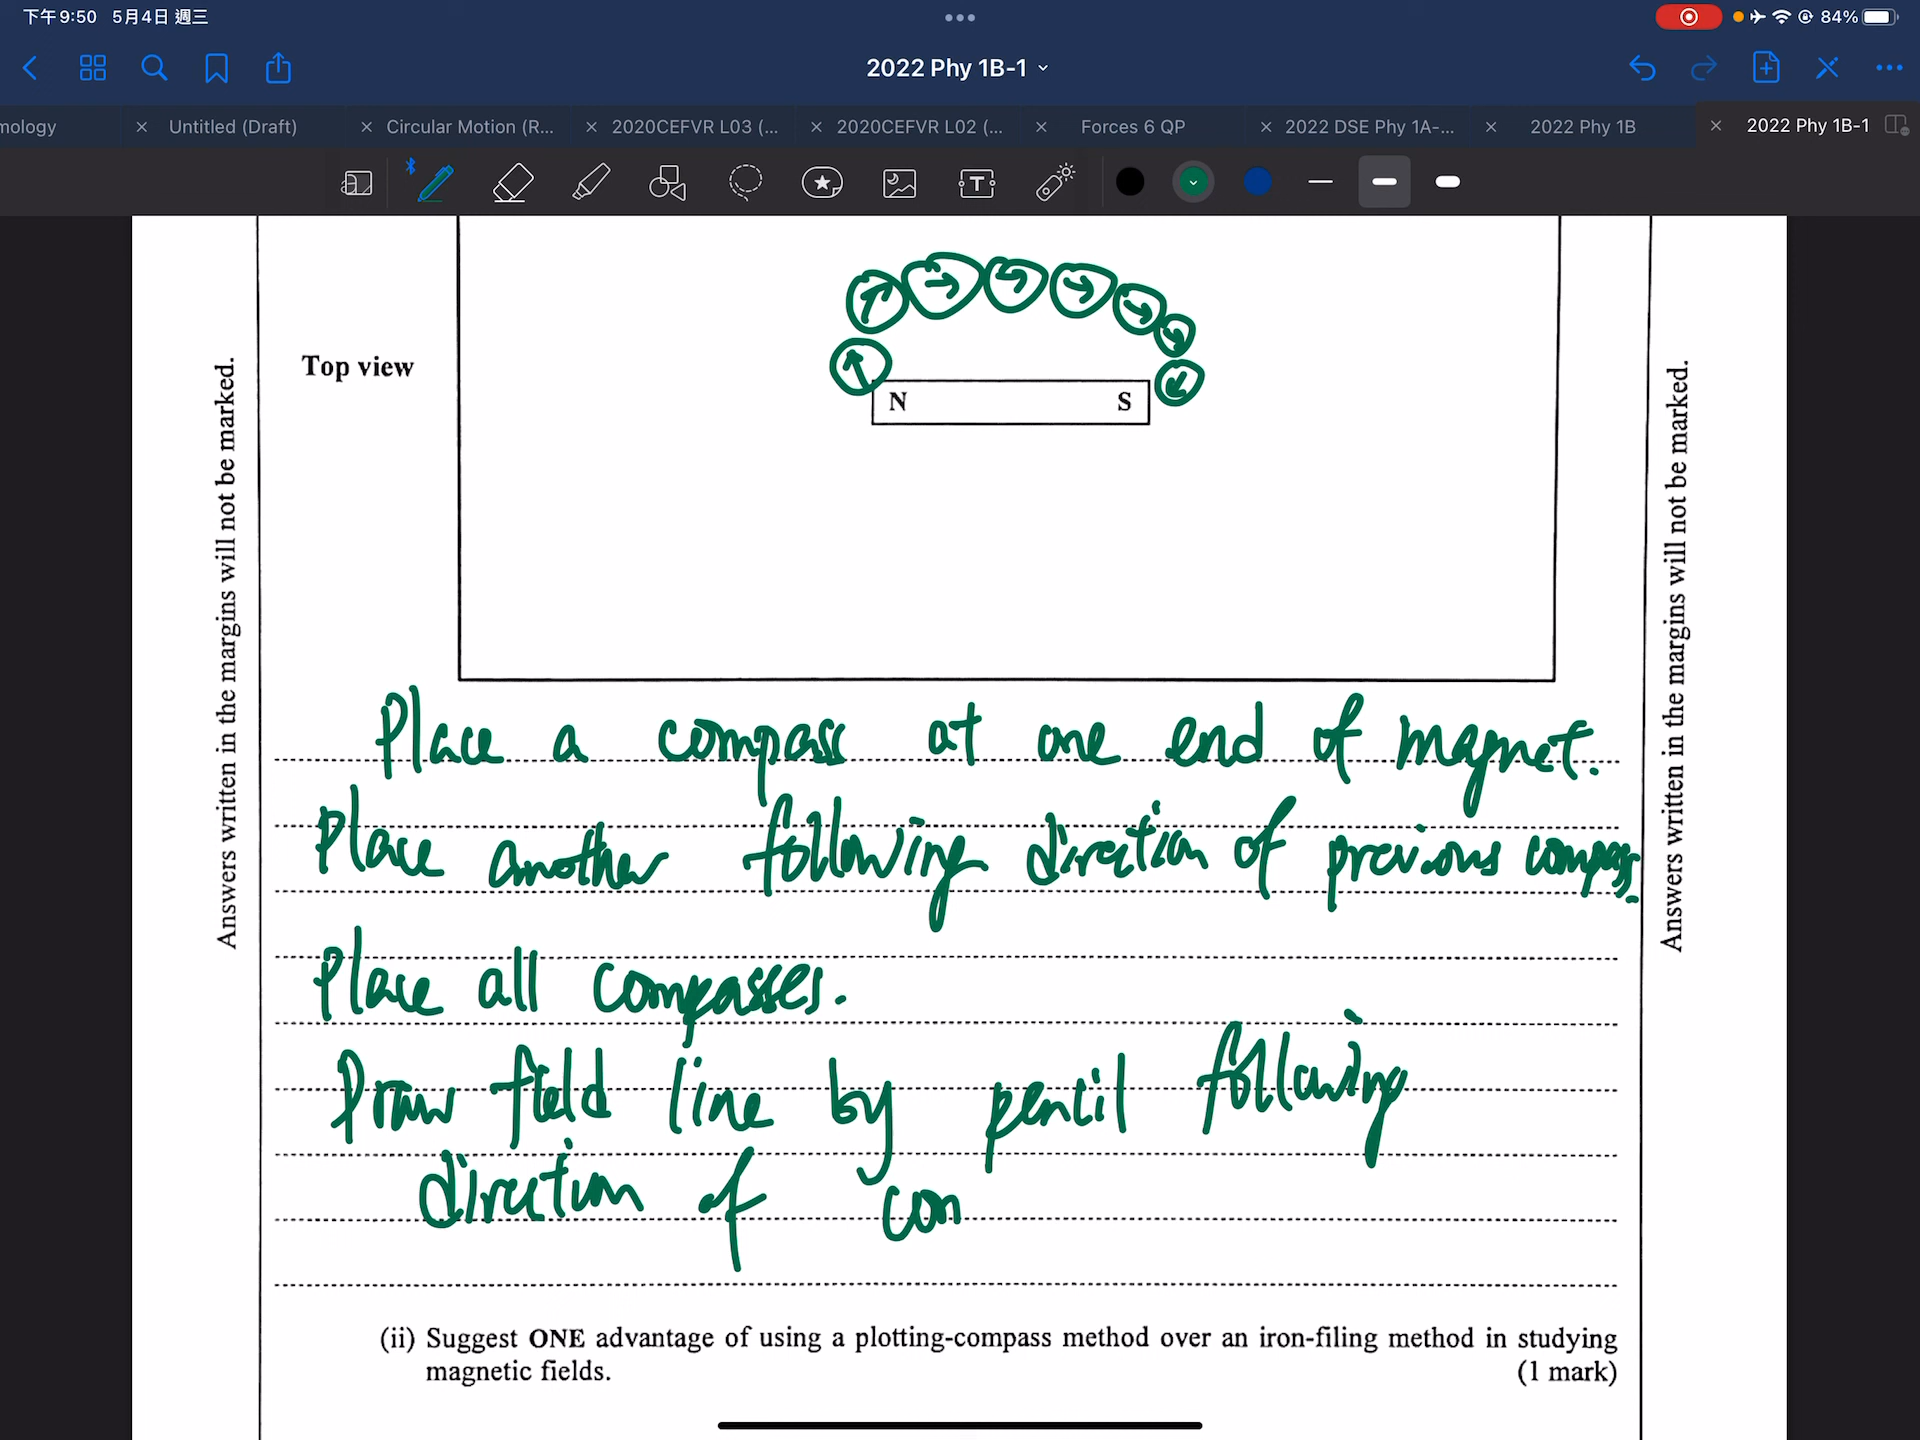 下午9:50 5月4日 週三
84%
2022 Phy 1B-1
mology
Untitled (Draft)
Circular Motion (R...
2020CEFVR L03 (...
2020CEFVR L02 (...
Forces 6 QP
2022 DSE Phy 1A-...
2022 Phy 1B
2022 Phy 1B-1
Answers written in the margins will not be marked.
Top view
N S
Place a compass at one end of magnet.
Place another following direction of previous compass.
Place all compasses.
Draw field line by pencil following
direction of com
(ii) Suggest ONE advantage of using a plotting-compass method over an iron-filing method in studying
magnetic fields. (1 mark)
Answers written in the margins will not be marked.